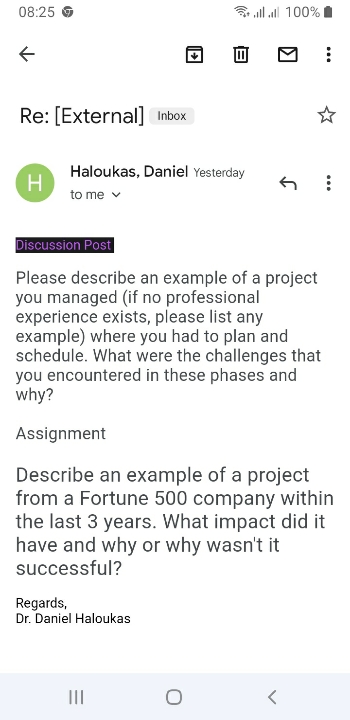 08:25 100%
Re: [External] Inbox
H
Haloukas, Daniel Yesterday
to me
Discussion Post
Please describe an example of a project
you managed (if no professional
experience exists, please list any
example) where you had to plan and
schedule. What were the challenges that
you encountered in these phases and
why?
Assignment
Describe an example of a project
from a Fortune 500 company within
the last 3 years. What impact did it
have and why or why wasn't it
successful?
Regards,
Dr. Daniel Haloukas